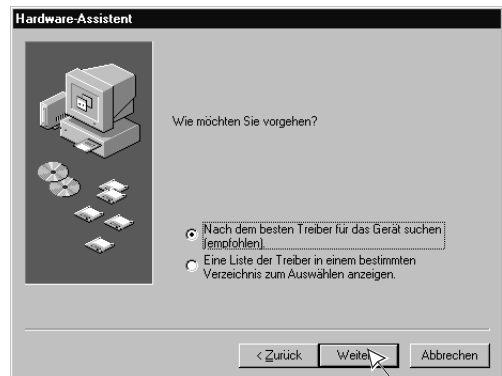 Hardware-Assistent
Wie möchten Sie vorgehen?
Nach dem besten Treiber für das Gerät suchen
(empfohlen).
Eine Liste der Treiber in einem bestimmten
Verzeichnis zum Auswählen anzeigen.
< Zurück
Weiter >
Abbrechen